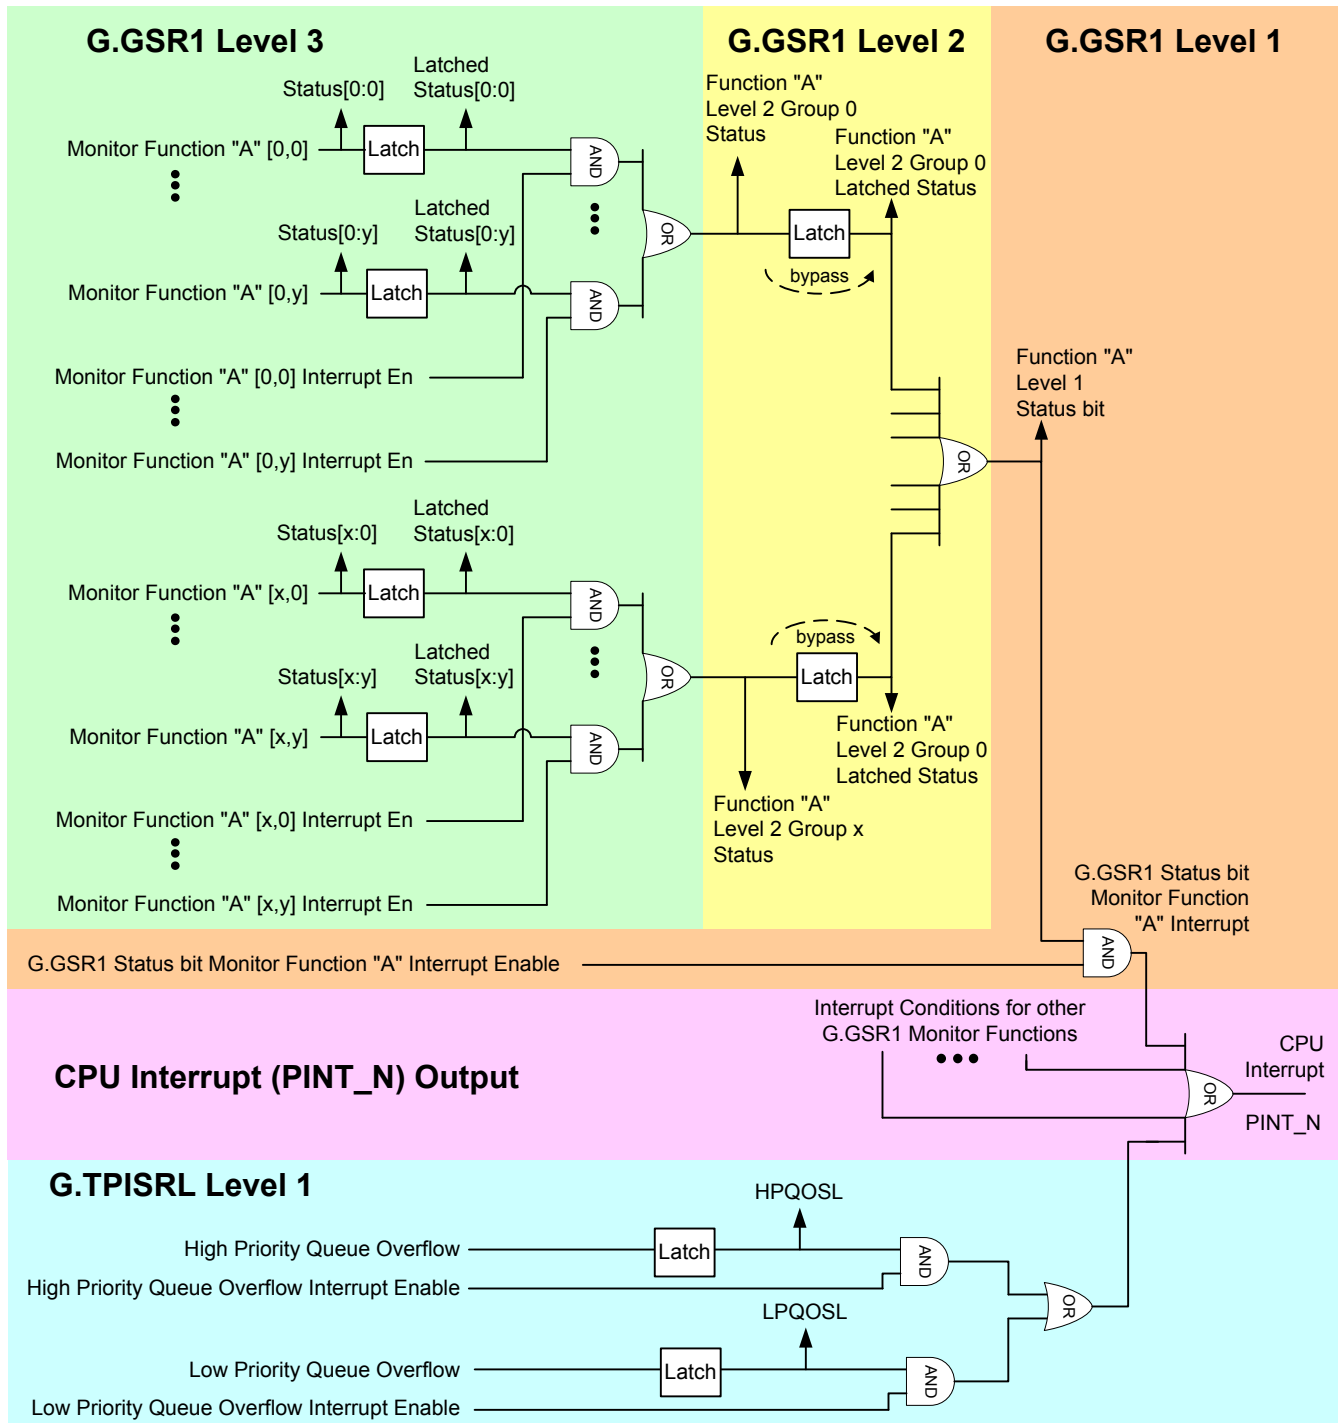 G.GSR1 Level 3
G.GSR1 Level 2
G.GSR1 Level 1
Status[0:0]
Latched
Status[0:0]
Monitor Function "A" [0,0]
Latch
AND
Status[0:y]
Latched
Status[0:y]
Monitor Function "A" [0,y]
Latch
AND
OR
Monitor Function "A" [0,0] Interrupt En
Monitor Function "A" [0,y] Interrupt En
Status[x:0]
Latched
Status[x:0]
Monitor Function "A" [x,0]
Latch
AND
Status[x:y]
Latched
Status[x:y]
Monitor Function "A" [x,y]
Latch
AND
OR
Monitor Function "A" [x,0] Interrupt En
Monitor Function "A" [x,y] Interrupt En
Function "A"
Level 2 Group 0
Status
Function "A"
Level 2 Group 0
Latched Status
Latch
bypass
OR
bypass
Latch
Function "A"
Level 2 Group 0
Latched Status
Function "A"
Level 2 Group x
Status
Function "A"
Level 1
Status bit
G.GSR1 Status bit
Monitor Function
"A" Interrupt
AND
G.GSR1 Status bit Monitor Function "A" Interrupt Enable
Interrupt Conditions for other
G.GSR1 Monitor Functions
CPU Interrupt (PINT_N) Output
OR
CPU
Interrupt
PINT_N
G.TPISRL Level 1
HPQOSL
High Priority Queue Overflow
Latch
AND
High Priority Queue Overflow Interrupt Enable
OR
LPQOSL
Low Priority Queue Overflow
Latch
AND
Low Priority Queue Overflow Interrupt Enable